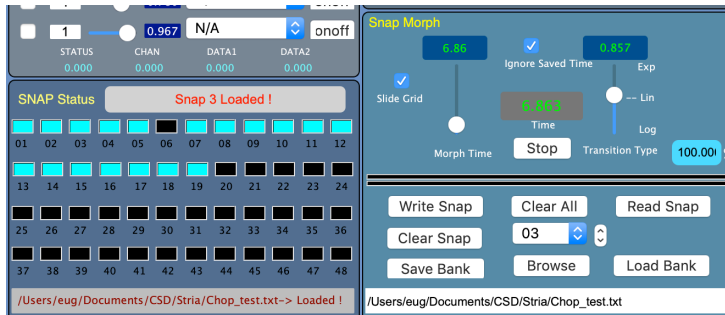 1
1
0.967
N/A
onoff
STATUS CHAN DATA1 DATA2
0.000 0.000 0.000 0.000
SNAP Status
Snap 3 Loaded !
01 02 03 04 05 06 07 08 09 10 11 12
13 14 15 16 17 18 19 20 21 22 23 24
25 26 27 28 29 30 31 32 33 34 35 36
37 38 39 40 41 42 43 44 45 46 47 48
/Users/eug/Documents/CSD/Stria/Chop_test.txt-> Loaded !
Snap Morph
6.86
0.857
Ignore Saved Time
Exp
Slide Grid
-- Lin
6.863
Time
Log
Morph Time
Stop
Transition Type
100.00
Write Snap
Clear All
Read Snap
Clear Snap
03
Save Bank
Browse
Load Bank
/Users/eug/Documents/CSD/Stria/Chop_test.txt